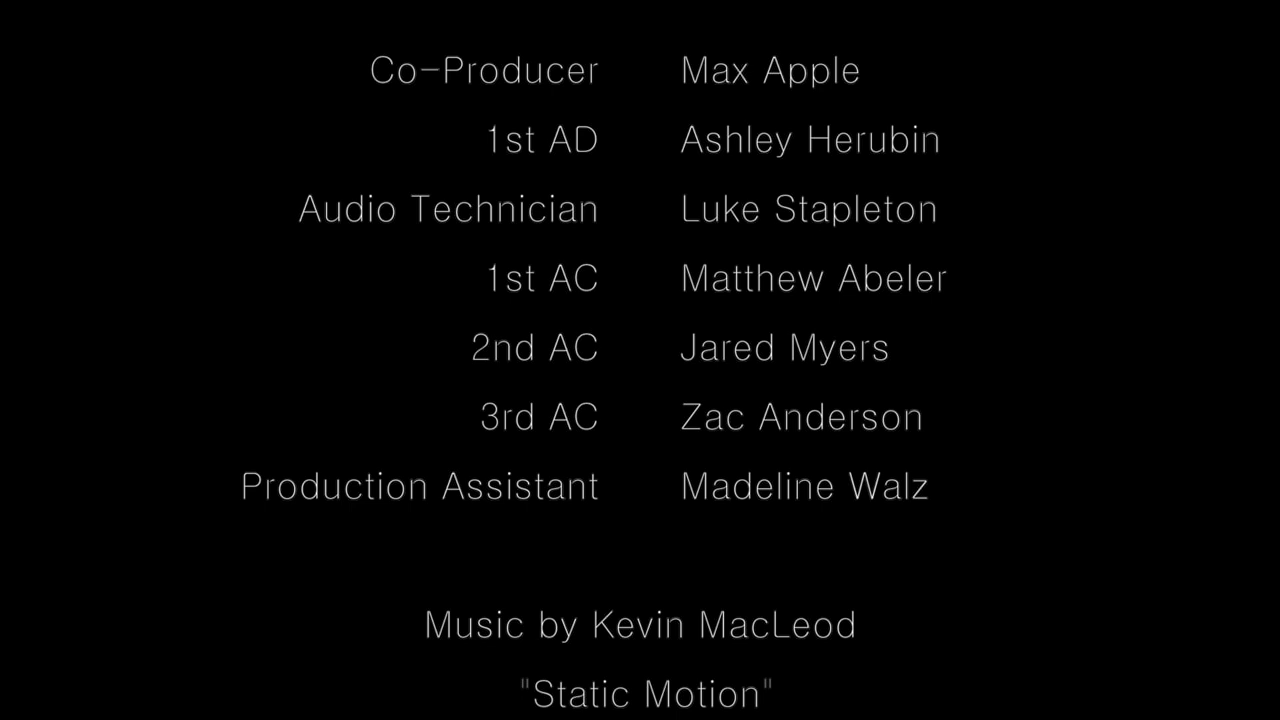 Co-Producer Max Apple
1st AD Ashley Herubin
Audio Technician Luke Stapleton
1st AC Matthew Abeler
2nd AC Jared Myers
3rd AC Zac Anderson
Production Assistant Madeline Walz
Music by Kevin MacLeod
"Static Motion"